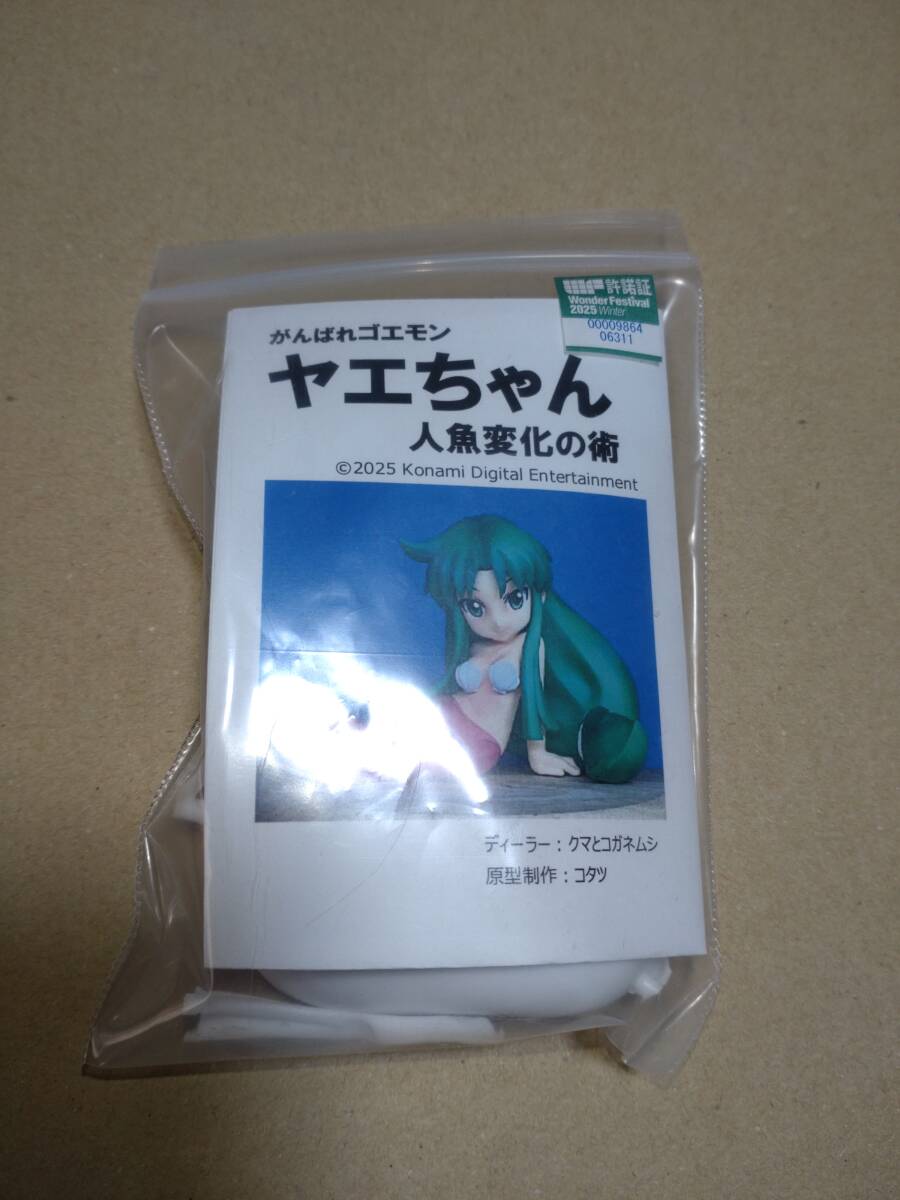 WF 許諾証
Wonder Festival
2025 Winter
00009864
06311
がんばれゴエモン
ヤエちゃん
人魚変化の術
©2025 Konami Digital Entertainment
ディーラー：クマとコガネムシ
原型制作：コタツ